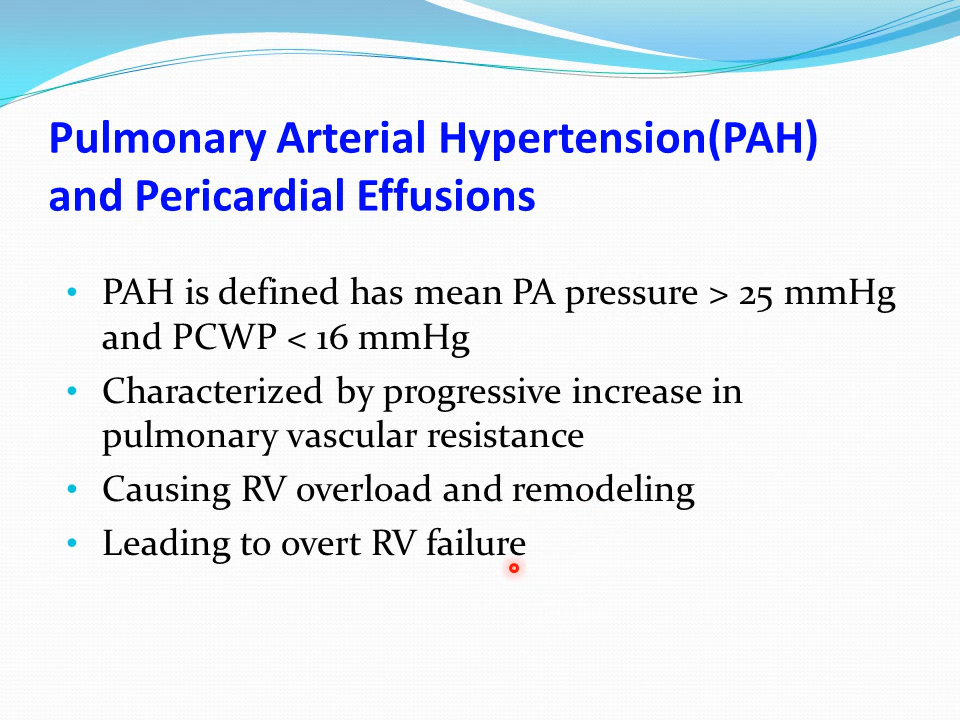 Pulmonary Arterial Hypertension(PAH)
and Pericardial Effusions
• PAH is defined has mean PA pressure > 25 mmHg
and PCWP < 16 mmHg
• Characterized by progressive increase in
pulmonary vascular resistance
• Causing RV overload and remodeling
• Leading to overt RV failure